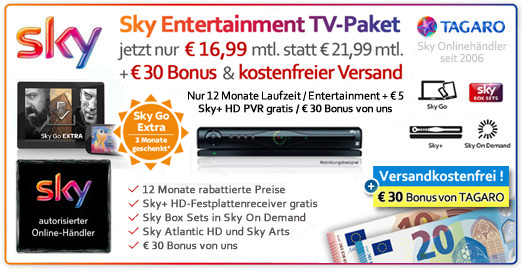 sky
Sky Entertainment TV-Paket
jetzt nur € 16,99 mtl. statt € 21,99 mtl.
+ € 30 Bonus & kostenfreier Versand
TAGARO
Sky Onlinehändler
seit 2006
Nur 12 Monate Laufzeit / Entertainment + € 5
Sky+ HD PVR gratis / € 30 Bonus von uns
Sky Go EXTRA
Sky Go
Extra
3 Monate
geschenkt*
Abbildungsbeispiel
Sky Go
sky
BOX SETS
Sky+
Sky On Demand
sky
autorisierter
Online-Händler
12 Monate rabattierte Preise
Sky+ HD-Festplattenreceiver gratis
Sky Box Sets in Sky On Demand
Sky Atlantic HD und Sky Arts
€ 30 Bonus von uns
Versandkostenfrei !
+
€ 30 Bonus von TAGARO
10
20